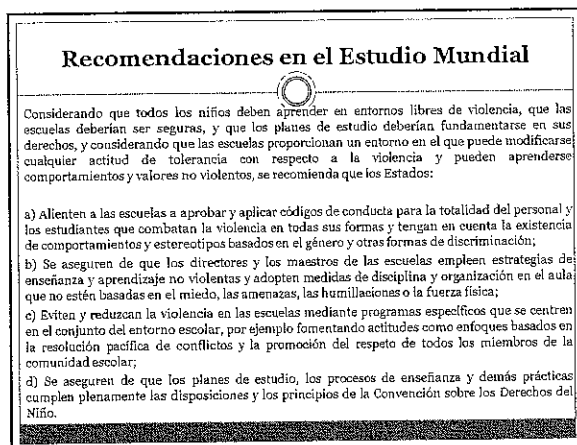 Recomendaciones en el Estudio Mundial
Considerando que todos los niños deben aprender en entornos libres de violencia, que las
escuelas deberían ser seguras, y que los planes de estudio deberían fundamentarse en sus
derechos, y considerando que las escuelas proporcionan un entorno en el que puede modificarse
cualquier actitud de tolerancia con respecto a la violencia y pueden aprenderse
comportamientos y valores no violentos, se recomienda que los Estados:
a) Alienten a las escuelas a aprobar y aplicar códigos de conducta para la totalidad del personal y
los estudiantes que combatan la violencia en todas sus formas y tengan en cuenta la existencia
de comportamientos y estereotipos basados en el género y otras formas de discriminación;
b) Se aseguren de que los directores y los maestros de las escuelas empleen estrategias de
enseñanza y aprendizaje no violentas y adopten medidas de disciplina y organización en el aula
que no estén basadas en el miedo, las amenazas, las humillaciones o la fuerza física;
c) Eviten y reduzcan la violencia en las escuelas mediante programas específicos que se centren
en el conjunto del entorno escolar, por ejemplo fomentando actitudes como enfoques basados en
la resolución pacífica de conflictos y la promoción del respeto de todos los miembros de la
comunidad escolar;
d) Se aseguren de que los planes de estudio, los procesos de enseñanza y demás prácticas
cumplen plenamente las disposiciones y los principios de la Convención sobre los Derechos del
Niño.